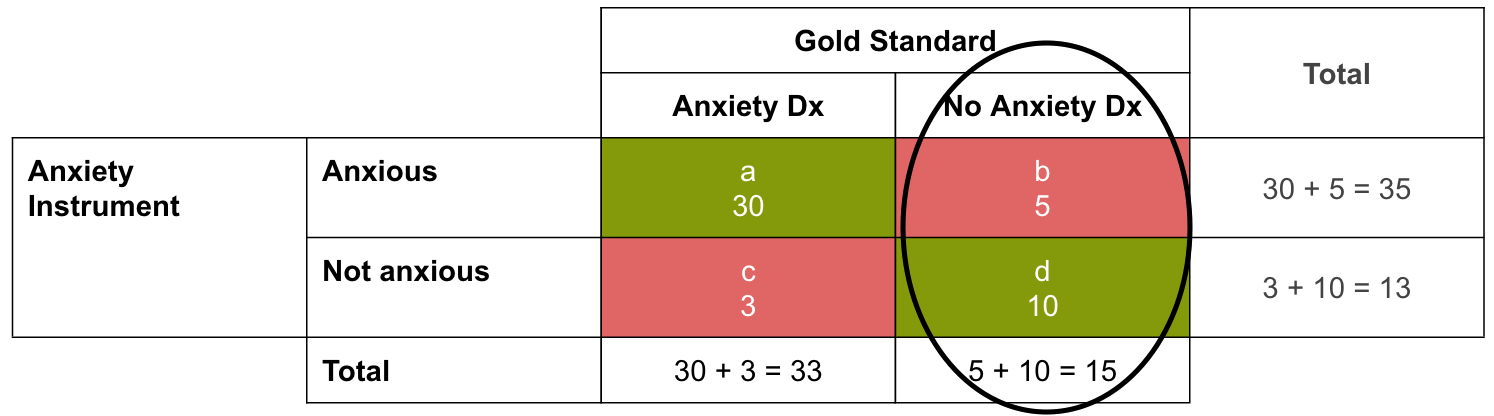 Gold Standard
Total
Anxiety Dx
No Anxiety Dx
Anxiety
Instrument
Anxious
a
30
b
5
30 + 5 = 35
Not anxious
c
3
d
10
3 + 10 = 13
Total
30 + 3 = 33
5 + 10 = 15